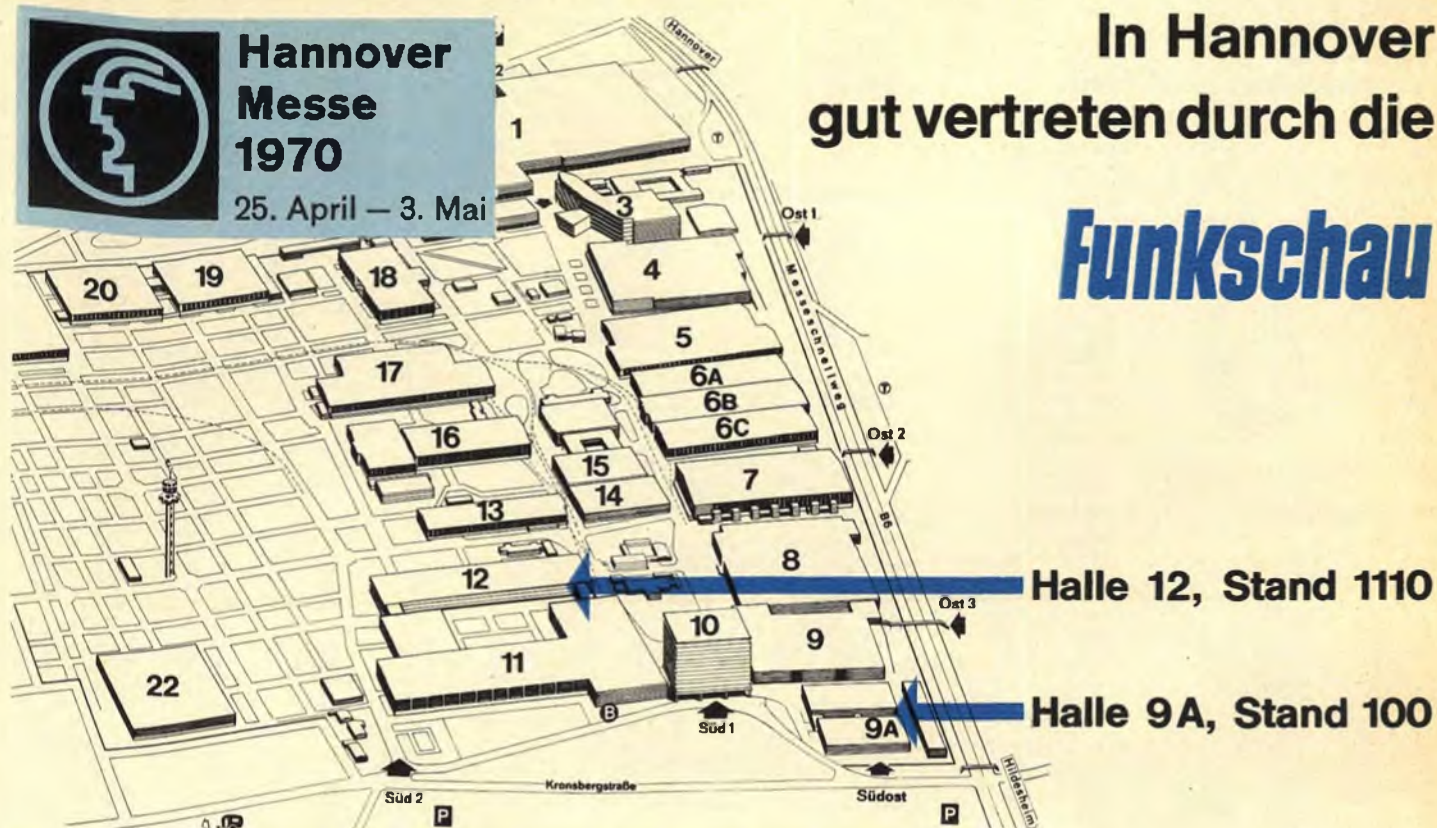 Hannover
Messe
1970
25. April — 3. Mai
In Hannover
gut vertreten durch die
Funkschau
Hannover
2
1
T
3
Ost 1
4
Messeschnellweg
20
19
18
5
17
6A
T
6B
6C
16
Ost 2
15
7
14
13
B6
12
8
Halle 12, Stand 1110
Ost 3
10
9
11
22
Halle 9A, Stand 100
B
Süd 1
9A
Kronsbergstraße
Süd 2
Südost
Hildesheim
P
P